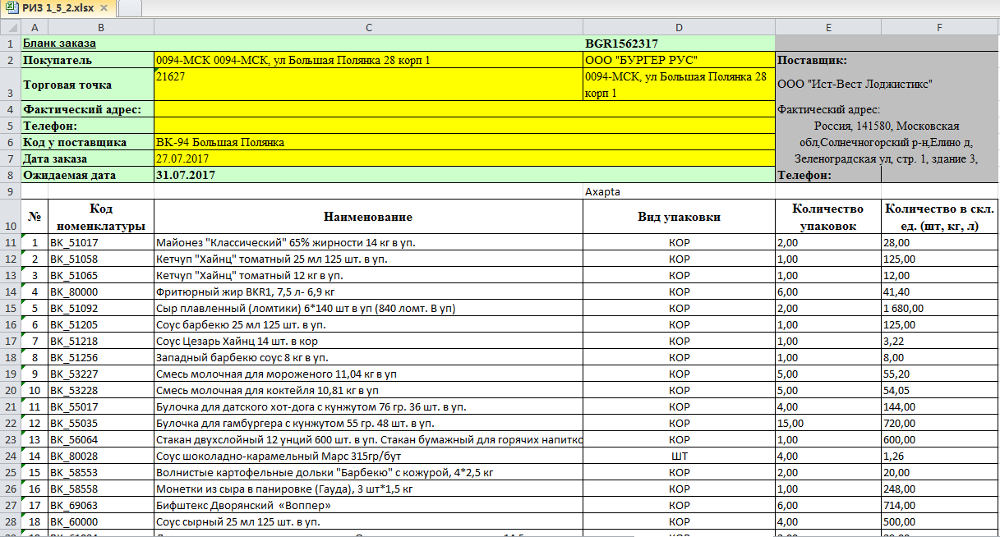 РИЗ 1_5_2.xlsx
A B C D E F
1 Бланк заказа BGR1562317
2 Покупатель 0094-МСК 0094-МСК, ул Большая Полянка 28 корп 1 ООО "БУРГЕР РУС" Поставщик:
3 Торговая точка 21627 0094-МСК, ул Большая Полянка 28 корп 1 ООО "Ист-Вест Лоджистикс"
4 Фактический адрес: Фактический адрес:
5 Телефон: Россия, 141580, Московская
6 Код у поставщика ВК-94 Большая Полянка обл,Солнечногорский р-н,Елино д,
7 Дата заказа 27.07.2017 Зеленоградская ул, стр. 1, здание 3,
8 Ожидаемая дата 31.07.2017 Телефон:
9 Axapta
10 № Код номенклатуры Наименование Вид упаковки Количество упаковок Количество в скл. ед. (шт, кг, л)
11 1 BK_51017 Майонез "Классический" 65% жирности 14 кг в уп. КОР 2,00 28,00
12 2 BK_51058 Кетчуп "Хайнц" томатный 25 мл 125 шт. в уп. КОР 1,00 125,00
13 3 BK_51065 Кетчуп "Хайнц" томатный 12 кг в уп. КОР 1,00 12,00
14 4 BK_80000 Фритюрный жир BKR1, 7,5 л- 6,9 кг КОР 6,00 41,40
15 5 BK_51092 Сыр плавленный (ломтики) 6*140 шт в уп (840 ломт. В уп) КОР 2,00 1 680,00
16 6 BK_51205 Соус барбекю 25 мл 125 шт. в уп. КОР 1,00 125,00
17 7 BK_51218 Соус Цезарь Хайнц 14 шт. в кор КОР 1,00 3,22
18 8 BK_51256 Западный барбекю соус 8 кг в уп. КОР 1,00 8,00
19 9 BK_53227 Смесь молочная для мороженого 11,04 кг в уп КОР 5,00 55,20
20 10 BK_53228 Смесь молочная для коктейля 10,81 кг в уп КОР 5,00 54,05
21 11 BK_55017 Булочка для датского хот-дога с кунжутом 76 гр. 36 шт. в уп. КОР 4,00 144,00
22 12 BK_55035 Булочка для гамбургера с кунжутом 55 гр. 48 шт. в уп. КОР 15,00 720,00
23 13 BK_56064 Стакан двухслойный 12 унций 600 шт. в уп. Стакан бумажный для горячих напитко КОР 1,00 600,00
24 14 BK_80028 Соус шоколадно-карамельный Марс 315гр/бут ШТ 4,00 1,26
25 15 BK_58553 Волнистые картофельные дольки "Барбекю" с кожурой, 4*2,5 кг КОР 2,00 20,00
26 16 BK_58558 Монетки из сыра в панировке (Гауда), 3 шт*1,5 кг КОР 1,00 248,00
27 17 BK_69063 Бифштекс Дворянский «Воппер» КОР 6,00 714,00
28 18 BK_60000 Соус сырный 25 мл 125 шт. в уп. КОР 4,00 500,00